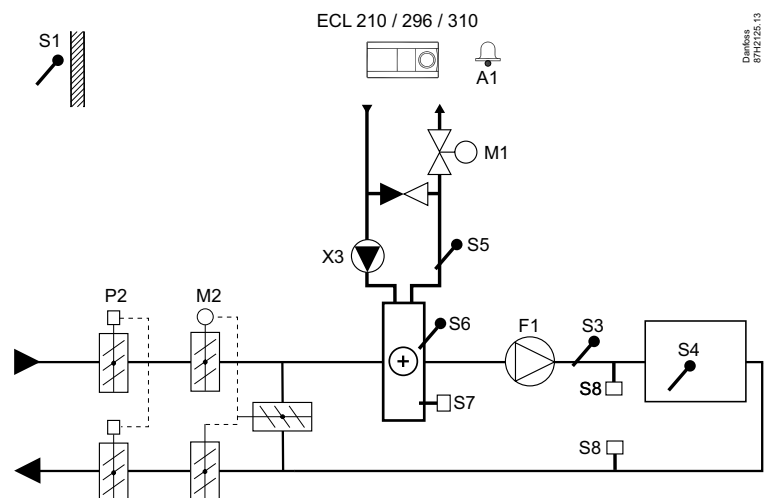 ECL 210 / 296 / 310
S1
A1
Danfoss
87H2125.13
M1
X3
S5
P2
M2
S6
F1
S3
S4
S7
S8
S8